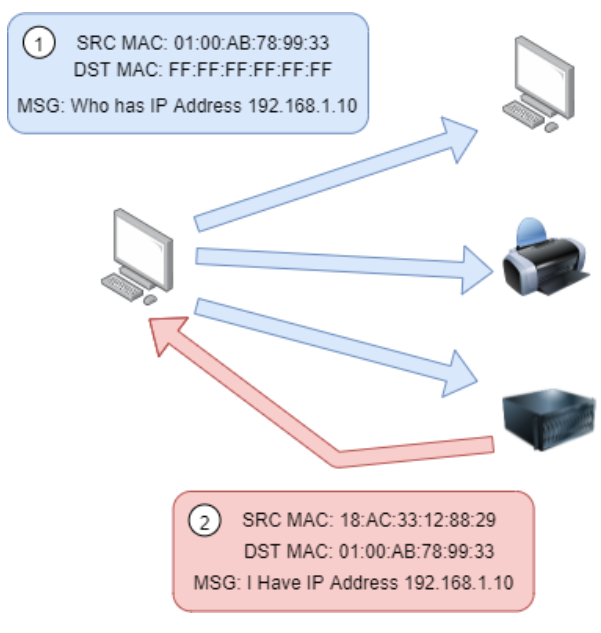 1
SRC MAC: 01:00:AB:78:99:33
DST MAC: FF:FF:FF:FF:FF:FF
MSG: Who has IP Address 192.168.1.10
2
SRC MAC: 18:AC:33:12:88:29
DST MAC: 01:00:AB:78:99:33
MSG: I Have IP Address 192.168.1.10